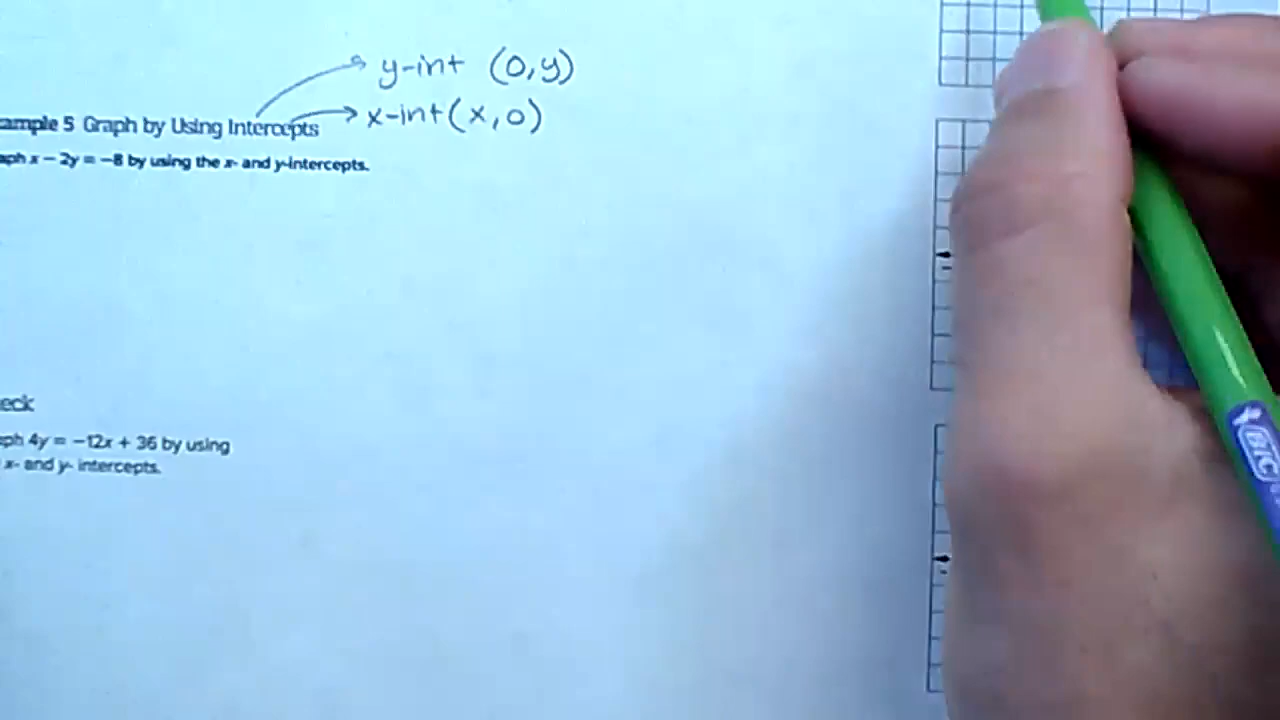 y-int (0,y)
x-int (x,0)
ample 5 Graph by Using Intercepts
aph x − 2y = −8 by using the x- and y-intercepts.
eck
aph 4y = −12x + 36 by using
x- and y- intercepts.
BIC